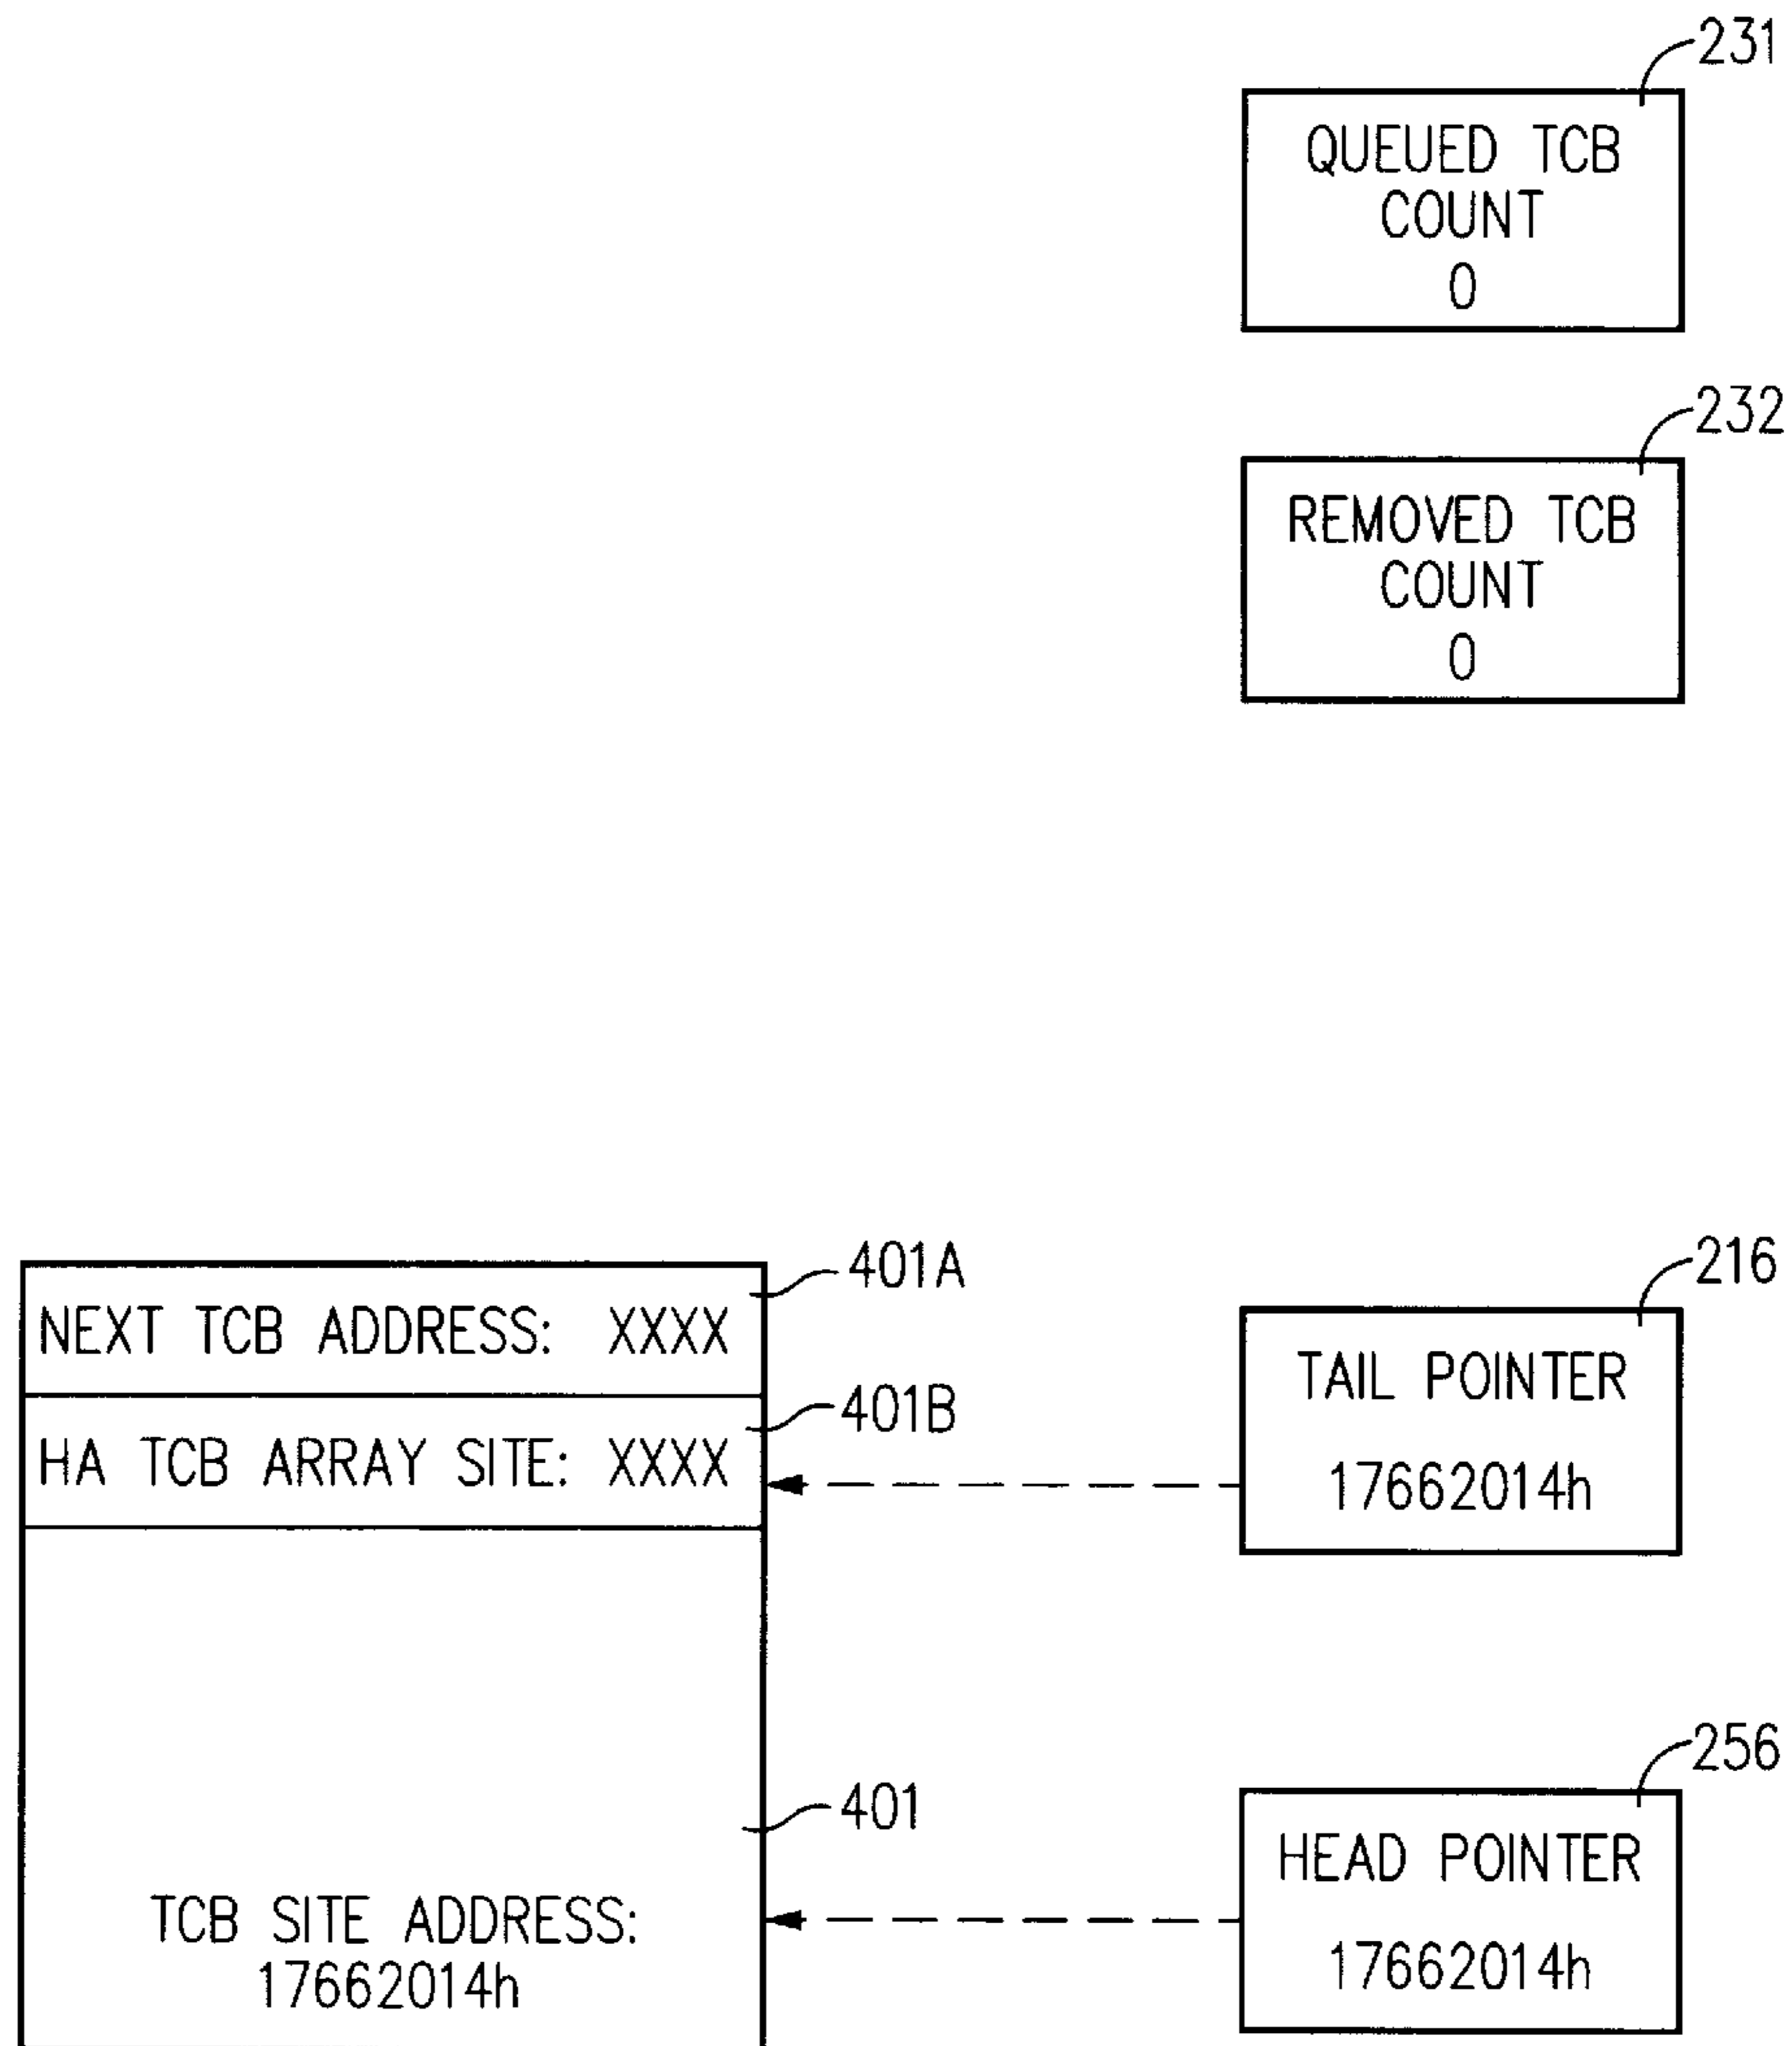 231
QUEUED TCB
COUNT
0
232
REMOVED TCB
COUNT
0
401A
NEXT TCB ADDRESS: XXXX
401B
HA TCB ARRAY SITE: XXXX
216
TAIL POINTER
17662014h
401
TCB SITE ADDRESS:
17662014h
256
HEAD POINTER
17662014h